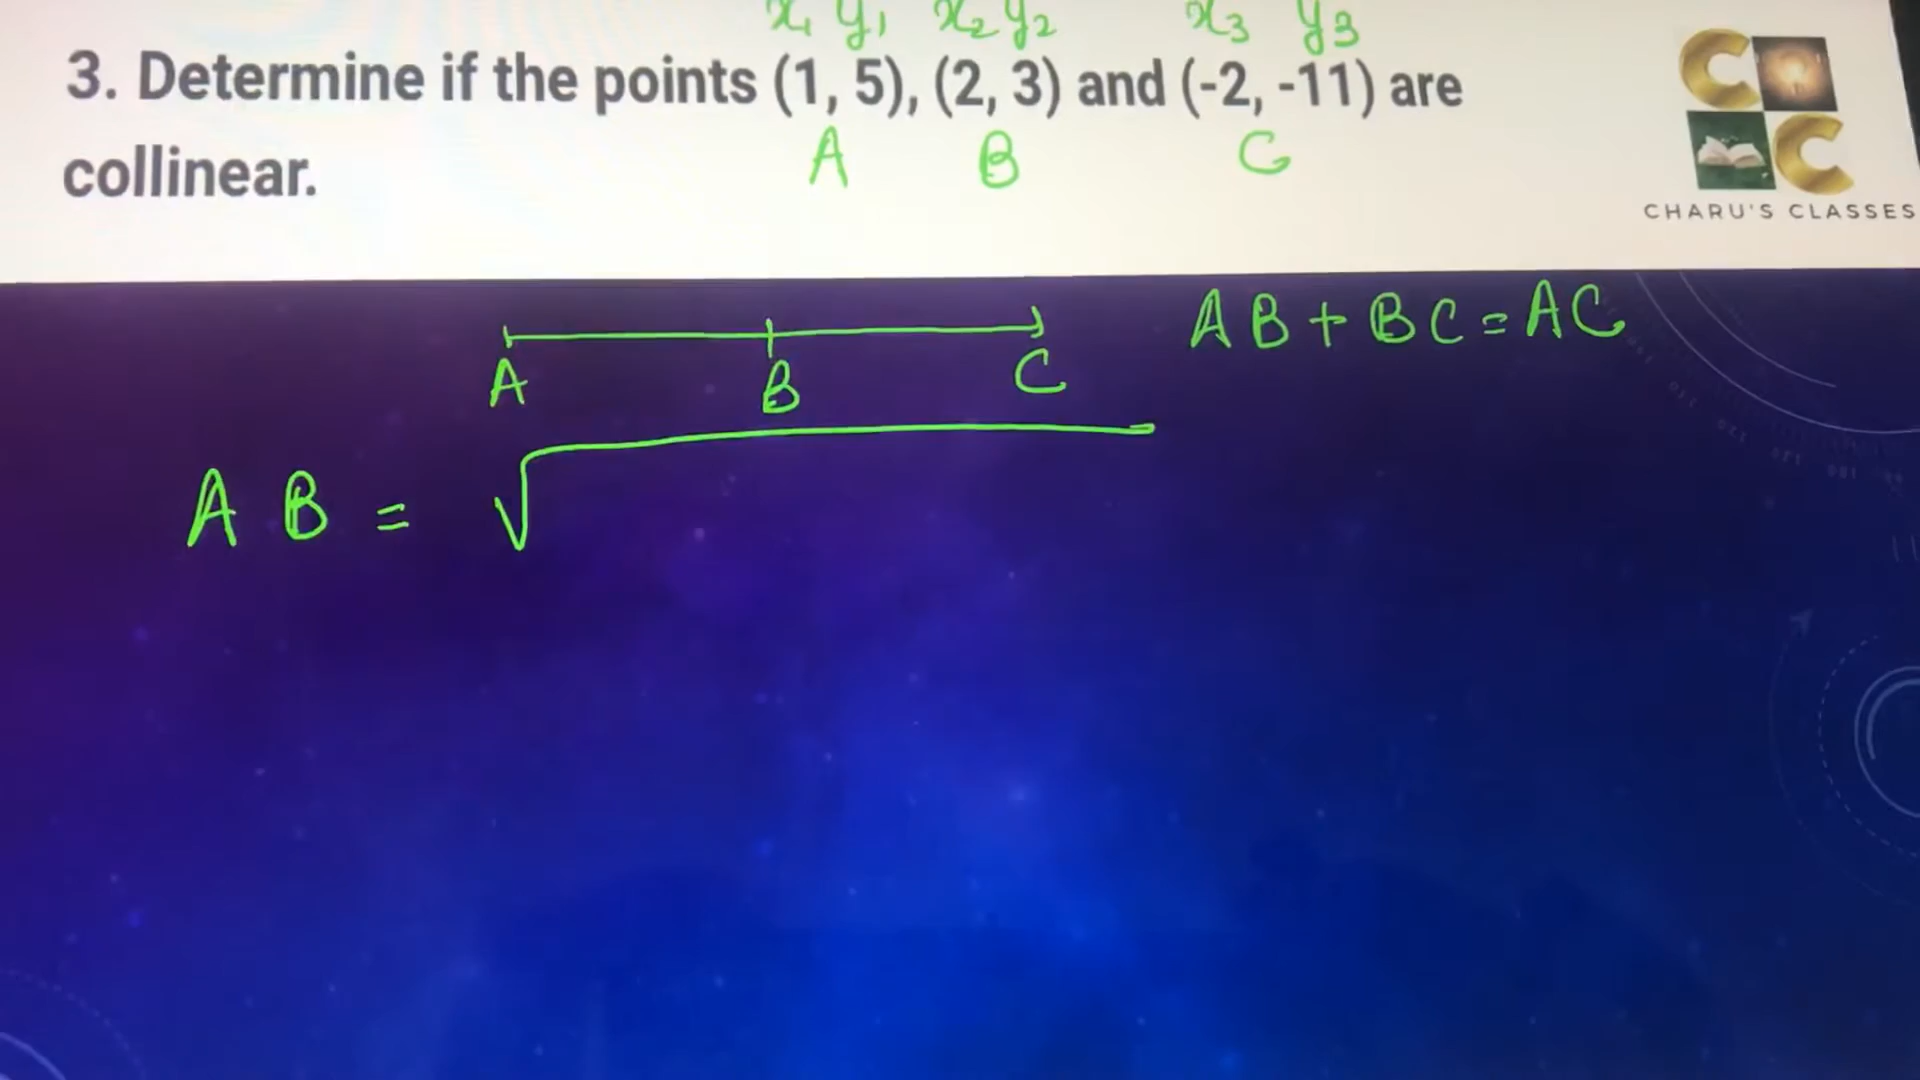 x₁ y₁ x₂ y₂ x₃ y₃
3. Determine if the points (1, 5), (2, 3) and (-2, -11) are
collinear.
A B C
CHARU'S CLASSES
A B C
AB + BC = AC
A B = √